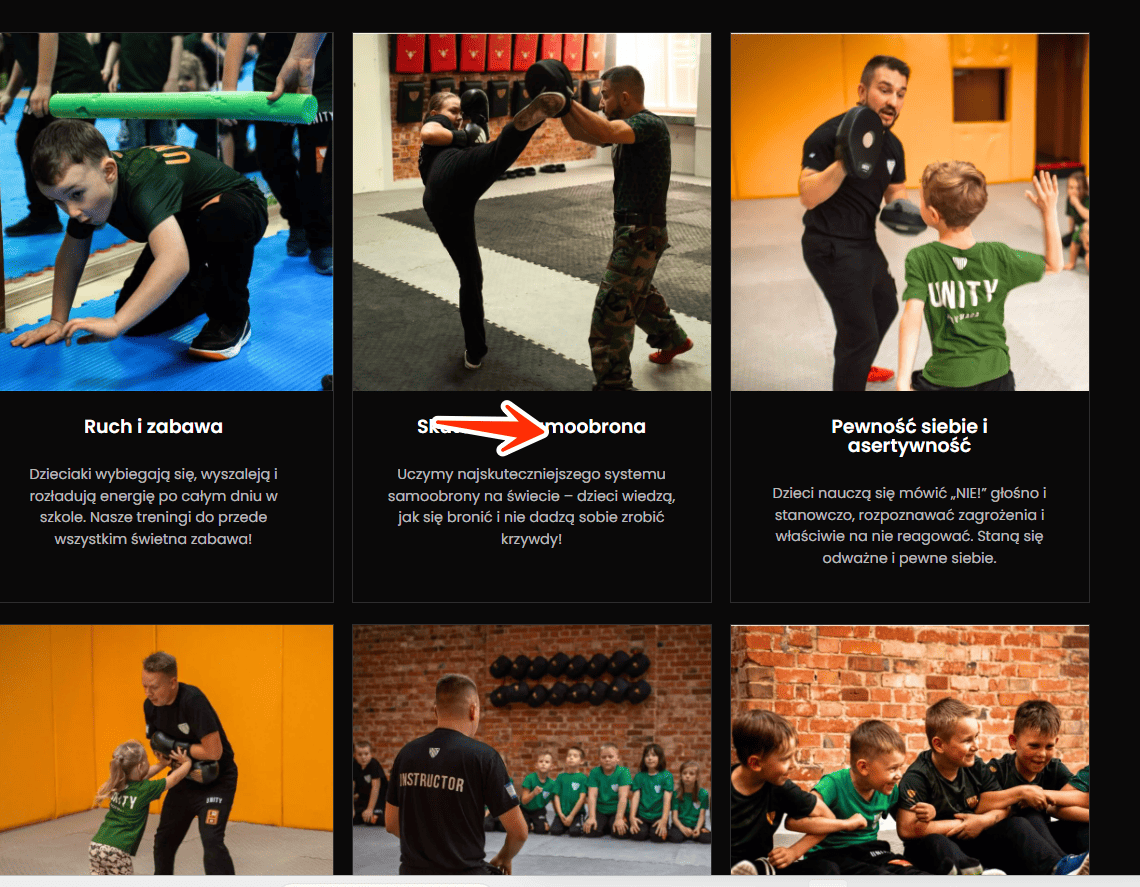 UNITY
Ruch i zabawa
Dzieciaki wybiegają się, wyszaleją i
rozładują energię po całym dniu w
szkole. Nasze treningi do przede
wszystkim świetna zabawa!
moobrona
Uczymy najskuteczniejszego systemu
samoobrony na świecie – dzieci wiedzą,
jak się bronić i nie dadzą sobie zrobić
krzywdy!
Pewność siebie i
asertywność
Dzieci nauczą się mówić „NIE!” głośno i
stanowczo, rozpoznawać zagrożenia i
właściwie na nie reagować. Staną się
odważne i pewne siebie.
UNITY
UNITY
INSTRUCTOR